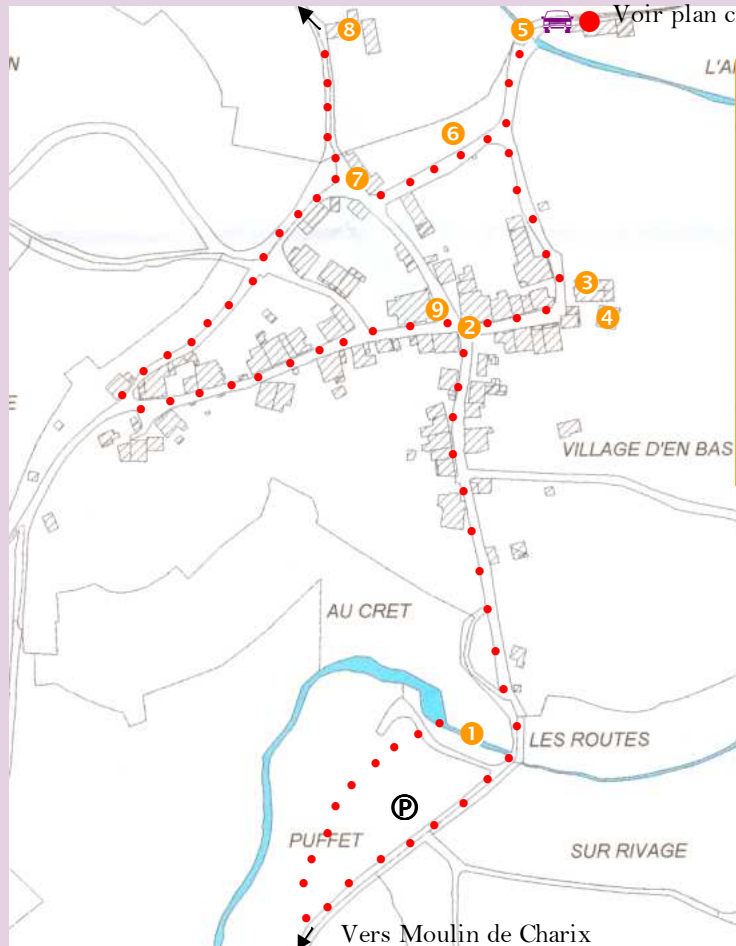 8
5
Voir plan c
L'A
N
6
7
3
9
2
4
E
VILLAGE D'EN BAS
AU CRET
1
LES ROUTES
P
PUFFET
SUR RIVAGE
Vers Moulin de Charix